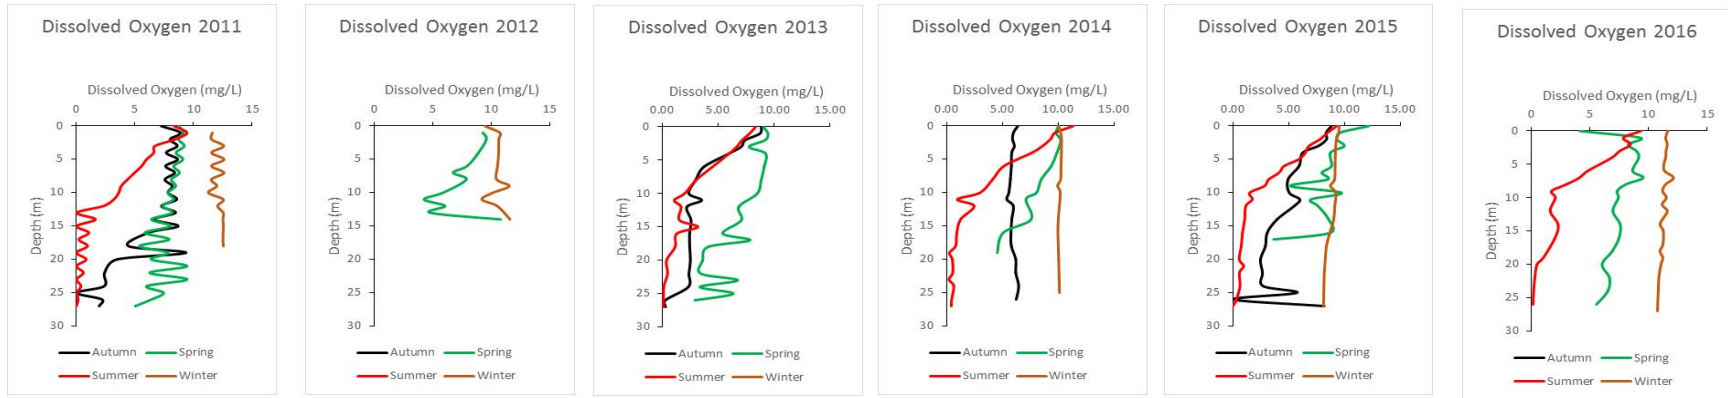 Dissolved Oxygen 2011
Dissolved Oxygen (mg/L)
0 5 10 15
0
5
10
15
20
25
30
Depth (m)
Autumn Spring
Summer Winter
Dissolved Oxygen 2012
Dissolved Oxygen (mg/L)
0 5 10 15
0
5
10
15
20
25
30
Depth (m)
Autumn Spring
Summer Winter
Dissolved Oxygen 2013
Dissolved Oxygen (mg/L)
0.00 5.00 10.00 15.00
0
5
10
15
20
25
30
Depth (m)
Autumn Spring
Summer Winter
Dissolved Oxygen 2014
Dissolved Oxygen (mg/L)
0.00 5.00 10.00 15.00
0
5
10
15
20
25
30
Depth (m)
Autumn Spring
Summer Winter
Dissolved Oxygen 2015
Dissolved Oxygen (mg/L)
0.00 5.00 10.00 15.00
0
5
10
15
20
25
30
Depth (m)
Autumn Spring
Summer Winter
Dissolved Oxygen 2016
Dissolved Oxygen (mg/L)
0 5 10 15
0
5
10
15
20
25
30
Depth (m)
Autumn Spring
Summer Winter